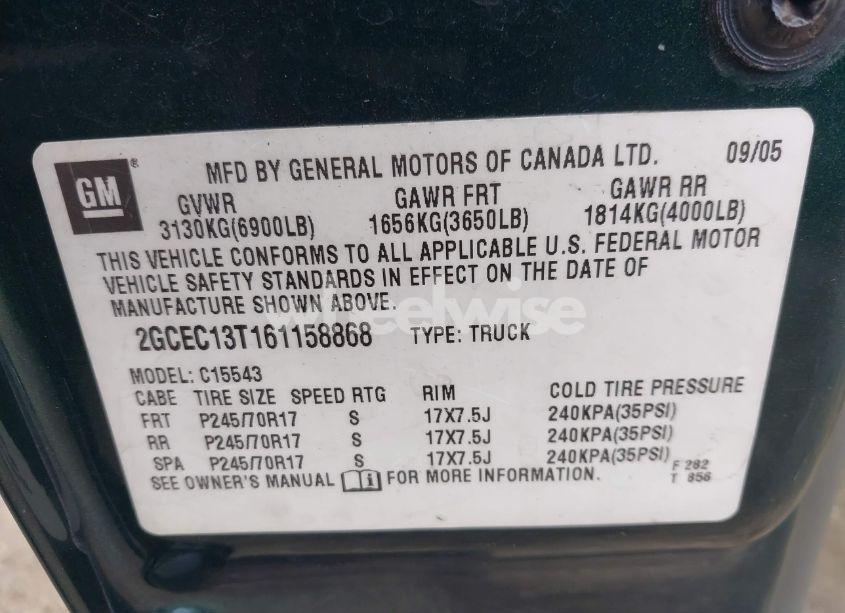 GM ® MFD BY GENERAL MOTORS OF CANADA LTD. 09/05
GVWR GAWR FRT GAWR RR
3130KG(6900LB) 1656KG(3650LB) 1814KG(4000LB)
THIS VEHICLE CONFORMS TO ALL APPLICABLE U.S. FEDERAL MOTOR
VEHICLE SAFETY STANDARDS IN EFFECT ON THE DATE OF
MANUFACTURE SHOWN ABOVE.
wheelwise
2GCEC13T161158868 TYPE: TRUCK
MODEL: C15543
CABE TIRE SIZE SPEED RTG RIM COLD TIRE PRESSURE
FRT P245/70R17 S 17X7.5J 240KPA(35PSI)
RR P245/70R17 S 17X7.5J 240KPA(35PSI)
SPA P245/70R17 S 17X7.5J 240KPA(35PSI)
SEE OWNER'S MANUAL i FOR MORE INFORMATION.
F 282
T 856